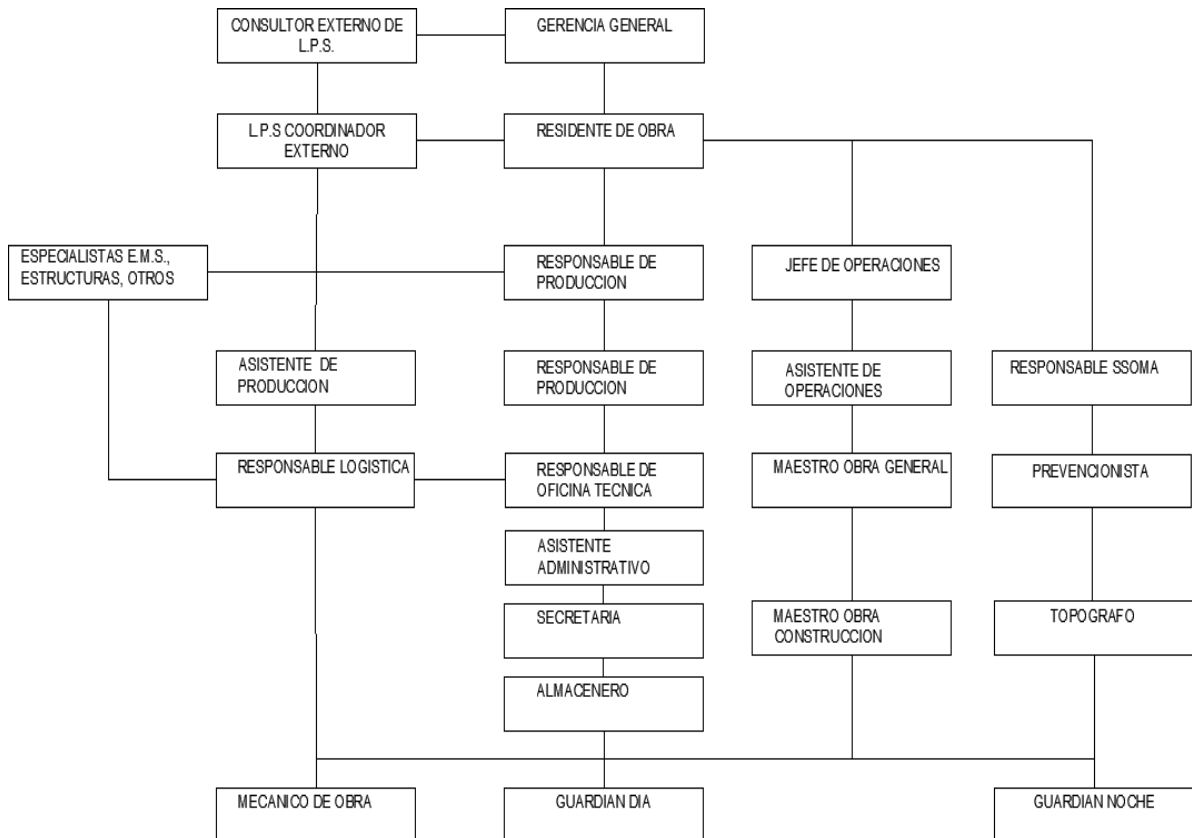 CONSULTOR EXTERNO DE
L.P.S.
GERENCIA GENERAL
L.P.S COORDINADOR
EXTERNO
RESIDENTE DE OBRA
ESPECIALISTAS E.M.S.,
ESTRUCTURAS, OTROS
RESPONSABLE DE
PRODUCCION
JEFE DE OPERACIONES
ASISTENTE DE
PRODUCCION
RESPONSABLE DE
PRODUCCION
ASISTENTE DE
OPERACIONES
RESPONSABLE SSOMA
RESPONSABLE LOGISTICA
RESPONSABLE DE
OFICINA TECNICA
MAESTRO OBRA GENERAL
PREVENCIONISTA
ASISTENTE
ADMINISTRATIVO
SECRETARIA
MAESTRO OBRA
CONSTRUCCION
TOPOGRAFO
ALMACENERO
MECANICO DE OBRA
GUARDIAN DIA
GUARDIAN NOCHE